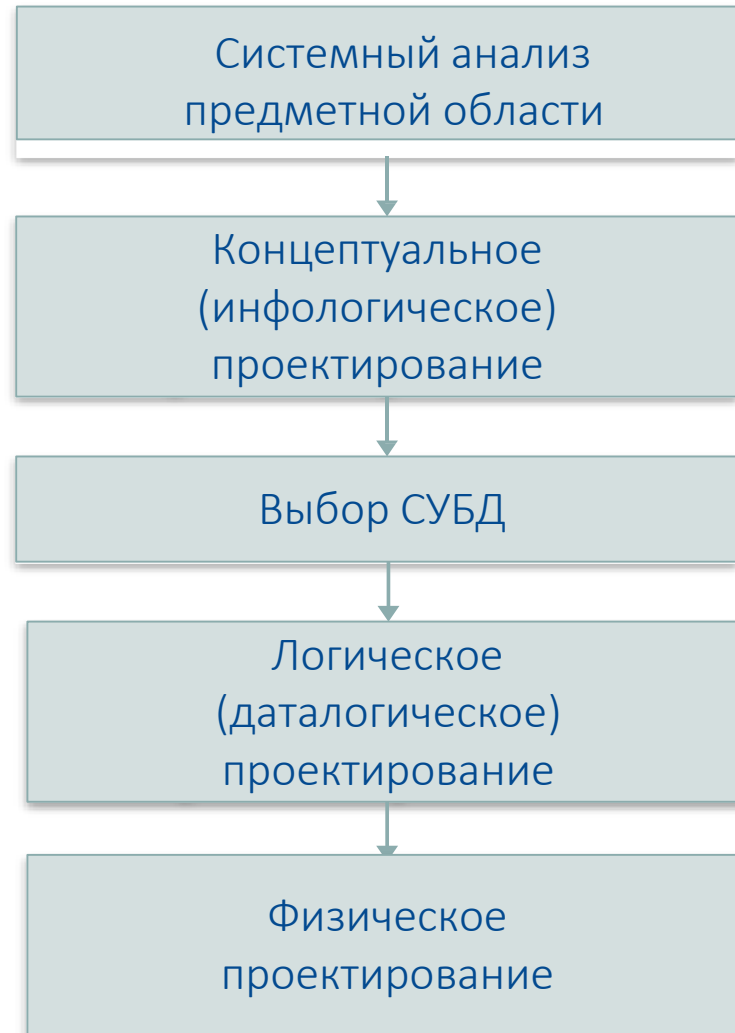 Системный анализ
предметной области
Концептуальное
(инфологическое)
проектирование
Выбор СУБД
Логическое
(даталогическое)
проектирование
Физическое
проектирование